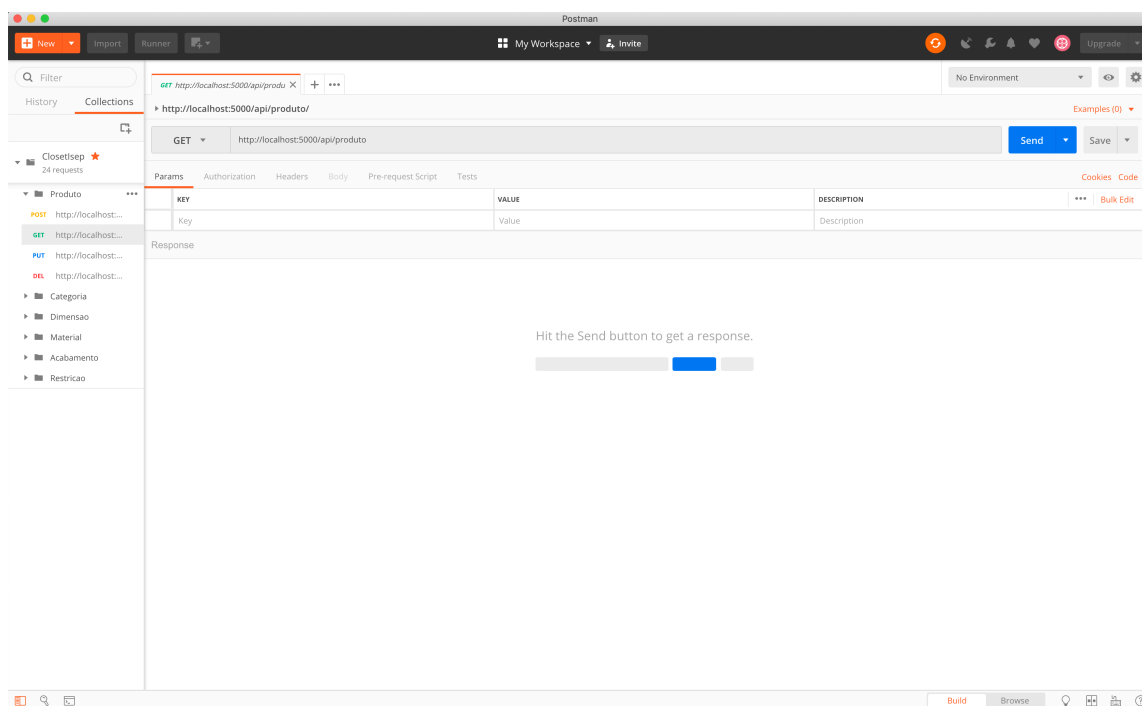 Postman
New Import Runner My Workspace Invite Upgrade
Filter
History Collections
ClosetIsep
24 requests
Produto
POST http://localhost:...
GET http://localhost:...
PUT http://localhost:...
DEL http://localhost:...
Categoria
Dimensao
Material
Acabamento
Restricao
GET http://localhost:5000/api/produ
No Environment
http://localhost:5000/api/produto/
Examples (0)
GET http://localhost:5000/api/produto Send Save
Params Authorization Headers Body Pre-request Script Tests Cookies Code
KEY VALUE DESCRIPTION Bulk Edit
Key Value Description
Response
Hit the Send button to get a response.
Build Browse